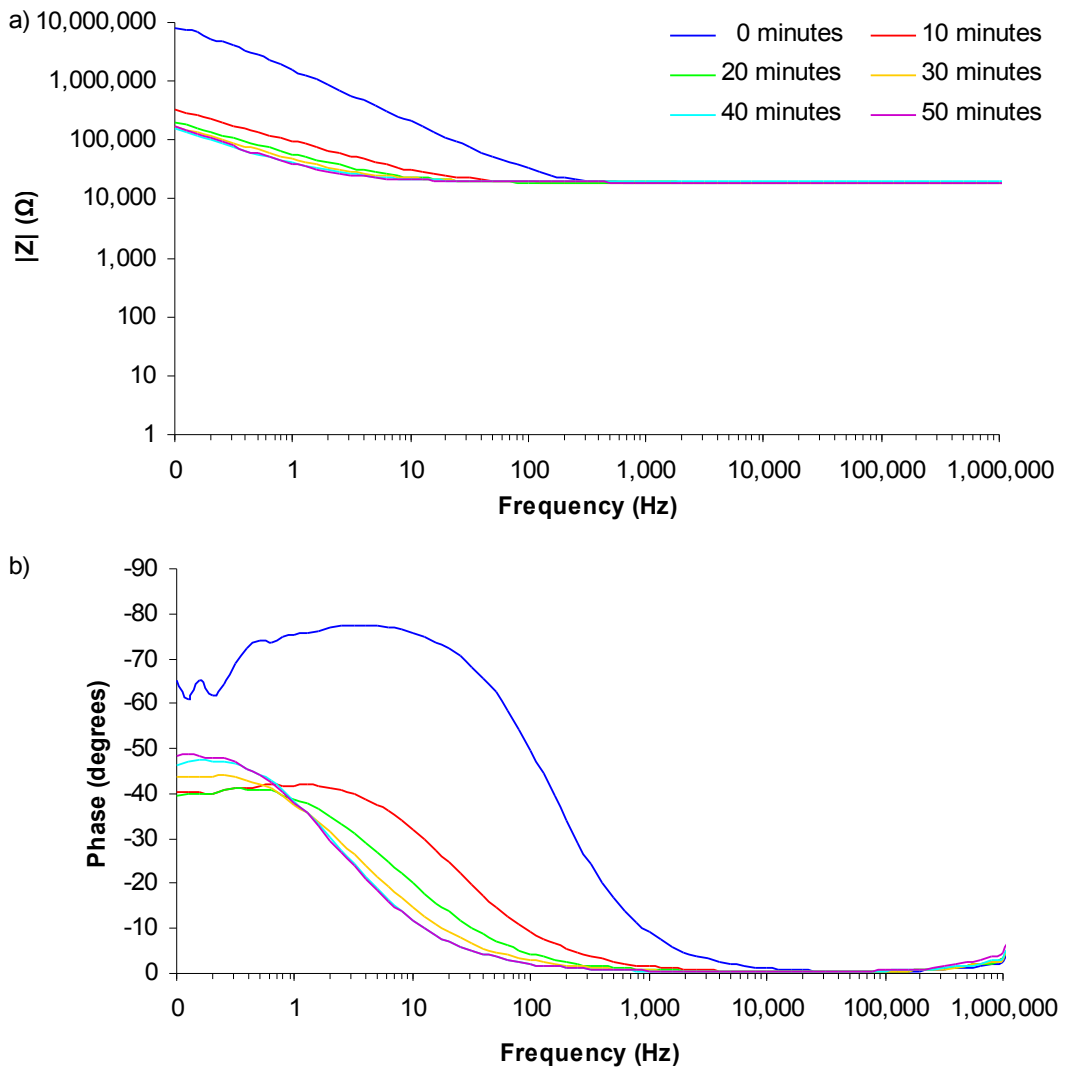 a)
10,000,000
1,000,000
100,000
10,000
1,000
100
10
1
|Z| (Ω)
0 minutes 10 minutes
20 minutes 30 minutes
40 minutes 50 minutes
0 1 10 100 1,000 10,000 100,000 1,000,000
Frequency (Hz)
b)
-90
-80
-70
-60
-50
-40
-30
-20
-10
0
Phase (degrees)
0 1 10 100 1,000 10,000 100,000 1,000,000
Frequency (Hz)